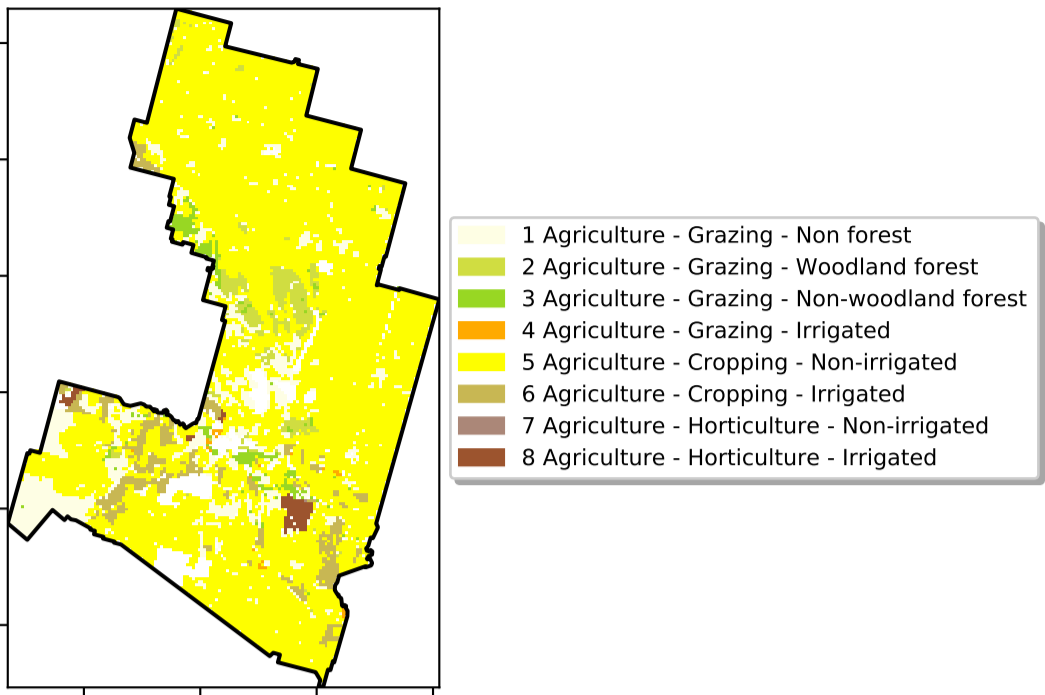 1 Agriculture - Grazing - Non forest
2 Agriculture - Grazing - Woodland forest
3 Agriculture - Grazing - Non-woodland forest
4 Agriculture - Grazing - Irrigated
5 Agriculture - Cropping - Non-irrigated
6 Agriculture - Cropping - Irrigated
7 Agriculture - Horticulture - Non-irrigated
8 Agriculture - Horticulture - Irrigated